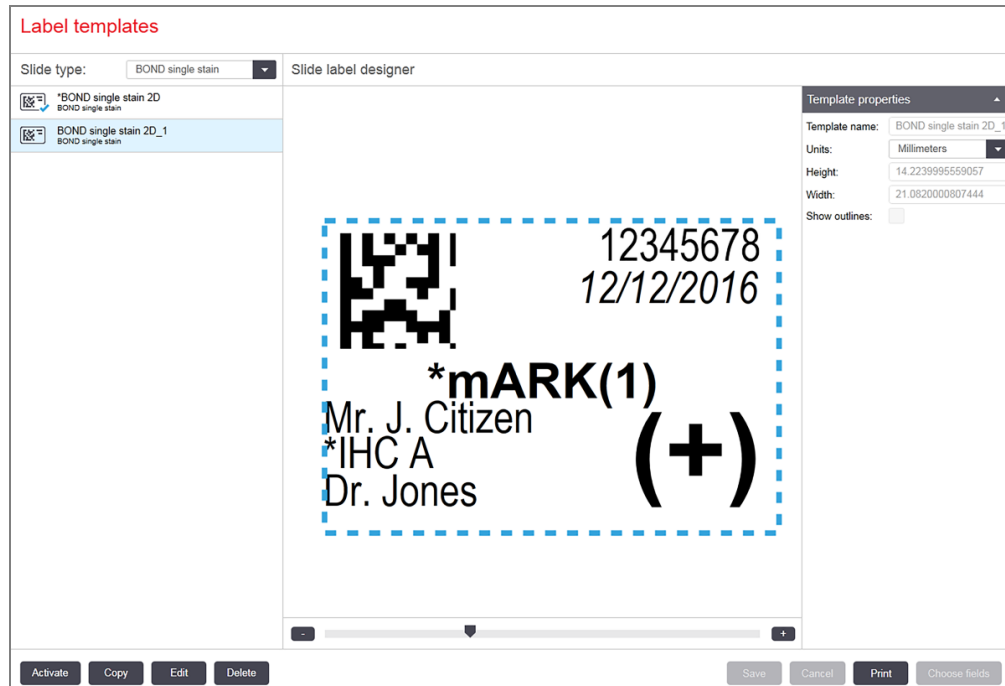 Label templates
Slide type: BOND single stain
Slide label designer
*BOND single stain 2D
BOND single stain
BOND single stain 2D_1
BOND single stain
Template properties
Template name: BOND single stain 2D_1
Units: Millimeters
Height: 14.2239995559057
Width: 21.0820000807444
Show outlines:
12345678
12/12/2016
*mARK(1)
Mr. J. Citizen
*IHC A
Dr. Jones
(+)
- +
Activate Copy Edit Delete Save Cancel Print Choose fields